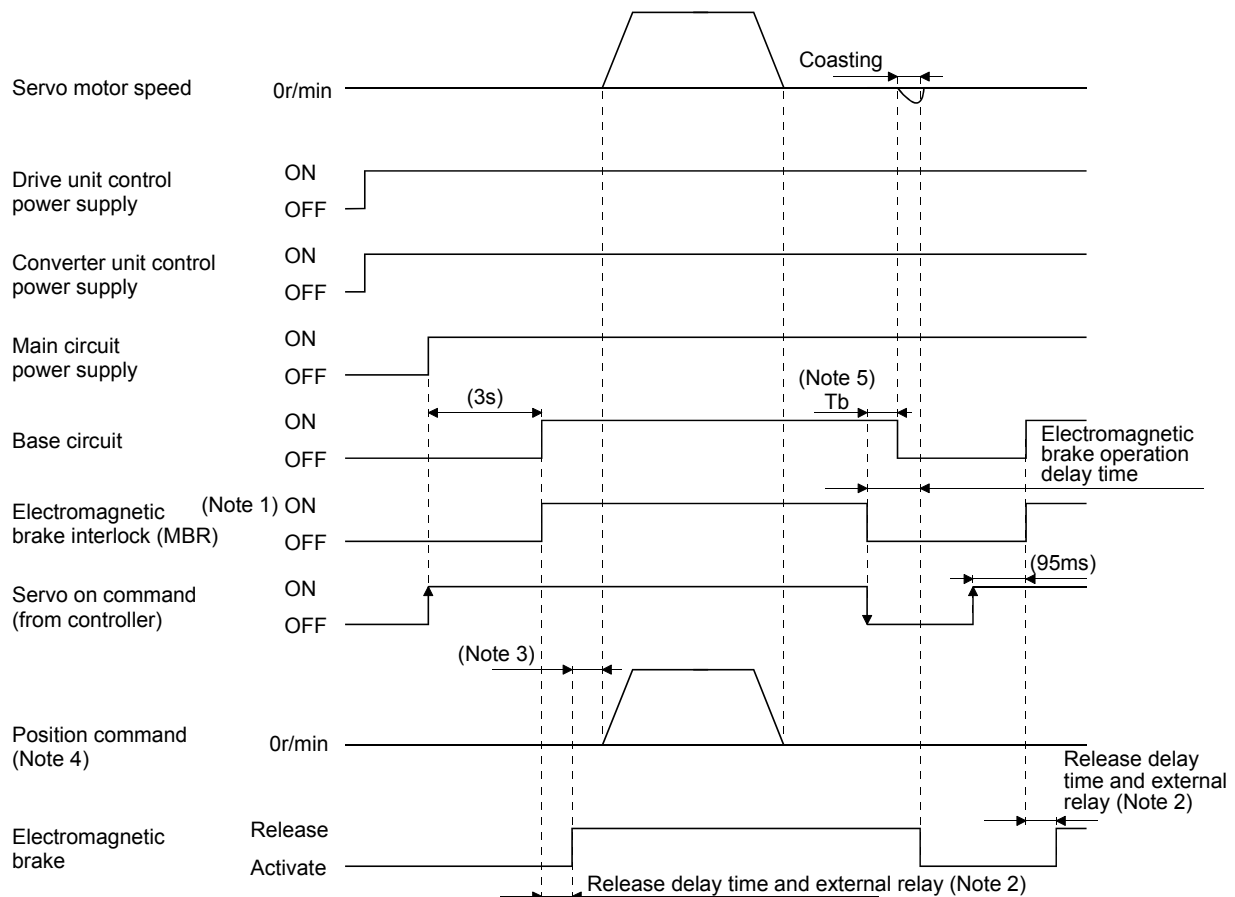 Coasting
Servo motor speed
0r/min
Drive unit control
power supply
ON
OFF
Converter unit control
power supply
ON
OFF
Main circuit
power supply
ON
OFF
(3s)
(Note 5)
Tb
Base circuit
ON
OFF
Electromagnetic
brake operation
delay time
Electromagnetic
brake interlock (MBR)
(Note 1) ON
OFF
(95ms)
Servo on command
(from controller)
ON
OFF
(Note 3)
Position command
(Note 4)
0r/min
Release delay
time and external
relay (Note 2)
Electromagnetic
brake
Release
Activate
Release delay time and external relay (Note 2)